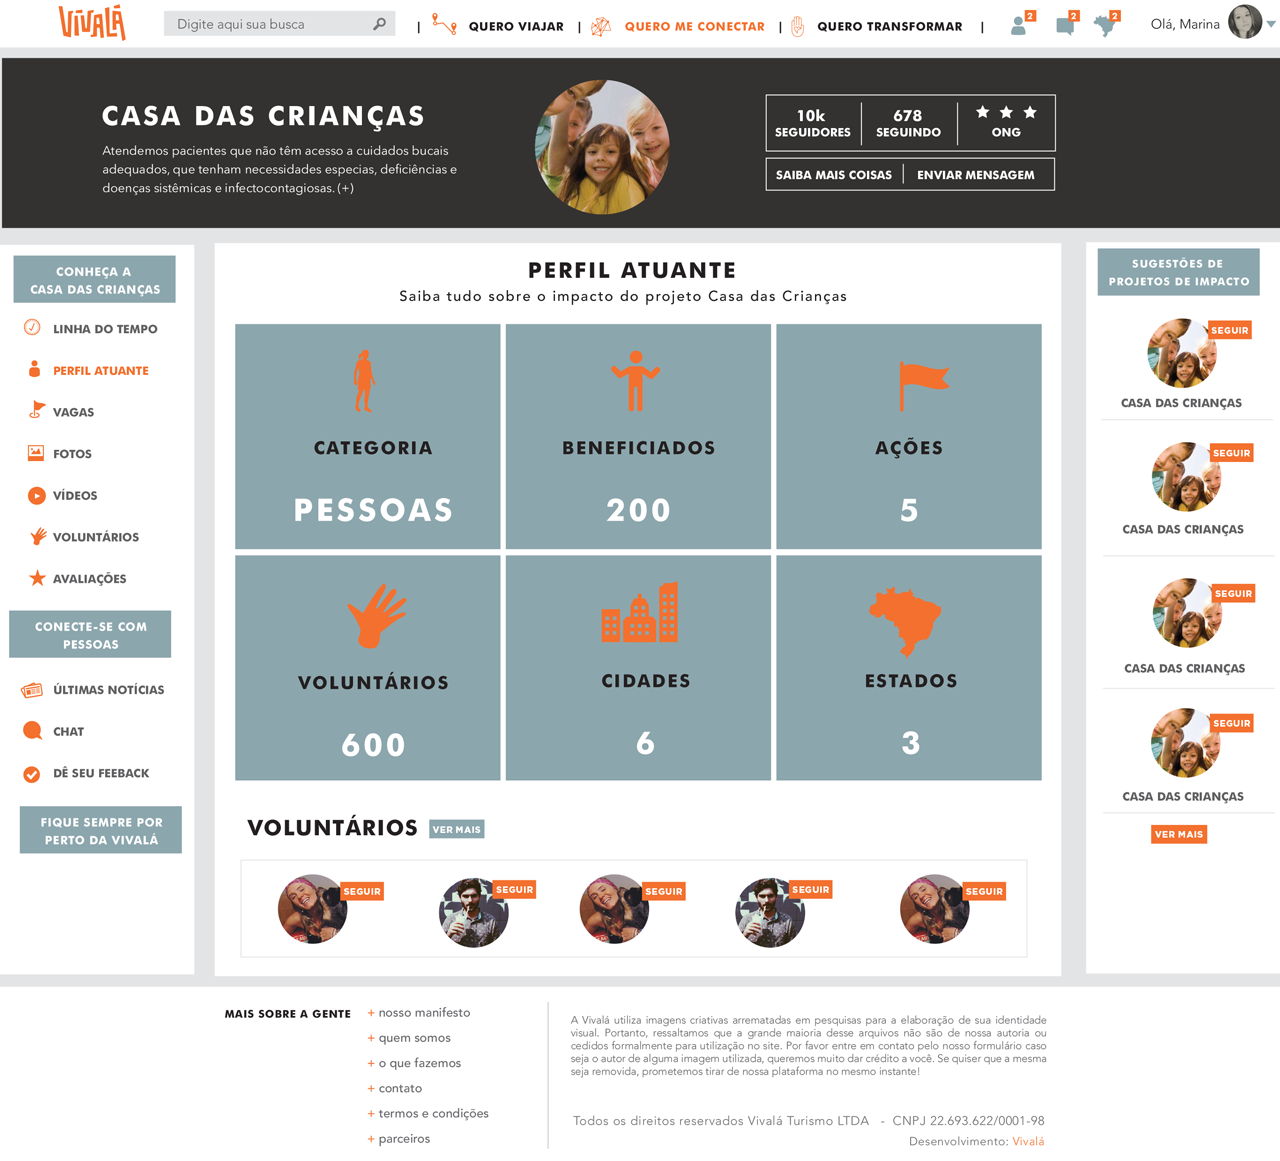 VIVALÁ
Digite aqui sua busca
| QUERO VIAJAR | QUERO ME CONECTAR | QUERO TRANSFORMAR |
2
2
2
Olá, Marina
CASA DAS CRIANÇAS
Atendemos pacientes que não têm acesso a cuidados bucais
adequados, que tenham necessidades especias, deficiências e
doenças sistêmicas e infectocontagiosas. (+)
10k
SEGUIDORES
678
SEGUINDO
ONG
SAIBA MAIS COISAS
ENVIAR MENSAGEM
CONHEÇA A
CASA DAS CRIANÇAS
LINHA DO TEMPO
PERFIL ATUANTE
VAGAS
FOTOS
VÍDEOS
VOLUNTÁRIOS
AVALIAÇÕES
CONECTE-SE COM
PESSOAS
ÚLTIMAS NOTÍCIAS
CHAT
DÊ SEU FEEBACK
FIQUE SEMPRE POR
PERTO DA VIVALÁ
PERFIL ATUANTE
Saiba tudo sobre o impacto do projeto Casa das Crianças
CATEGORIA
PESSOAS
BENEFICIADOS
200
AÇÕES
5
VOLUNTÁRIOS
600
CIDADES
6
ESTADOS
3
VOLUNTÁRIOS
VER MAIS
SEGUIR
SEGUIR
SEGUIR
SEGUIR
SEGUIR
SUGESTÕES DE
PROJETOS DE IMPACTO
SEGUIR
CASA DAS CRIANÇAS
SEGUIR
CASA DAS CRIANÇAS
SEGUIR
CASA DAS CRIANÇAS
SEGUIR
CASA DAS CRIANÇAS
VER MAIS
MAIS SOBRE A GENTE
+ nosso manifesto
+ quem somos
+ o que fazemos
+ contato
+ termos e condições
+ parceiros
A Vivalá utiliza imagens criativas arrematadas em pesquisas para a elaboração de sua identidade
visual. Portanto, ressaltamos que a grande maioria desse arquivos não são de nossa autoria ou
cedidos formalmente para utilização no site. Por favor entre em contato pelo nosso formulário caso
seja o autor de alguma imagem utilizada, queremos muito dar crédito a você. Se quiser que a mesma
seja removida, prometemos tirar de nossa plataforma no mesmo instante!
Todos os direitos reservados Vivalá Turismo LTDA - CNPJ 22.693.622/0001-98
Desenvolvimento: Vivalá